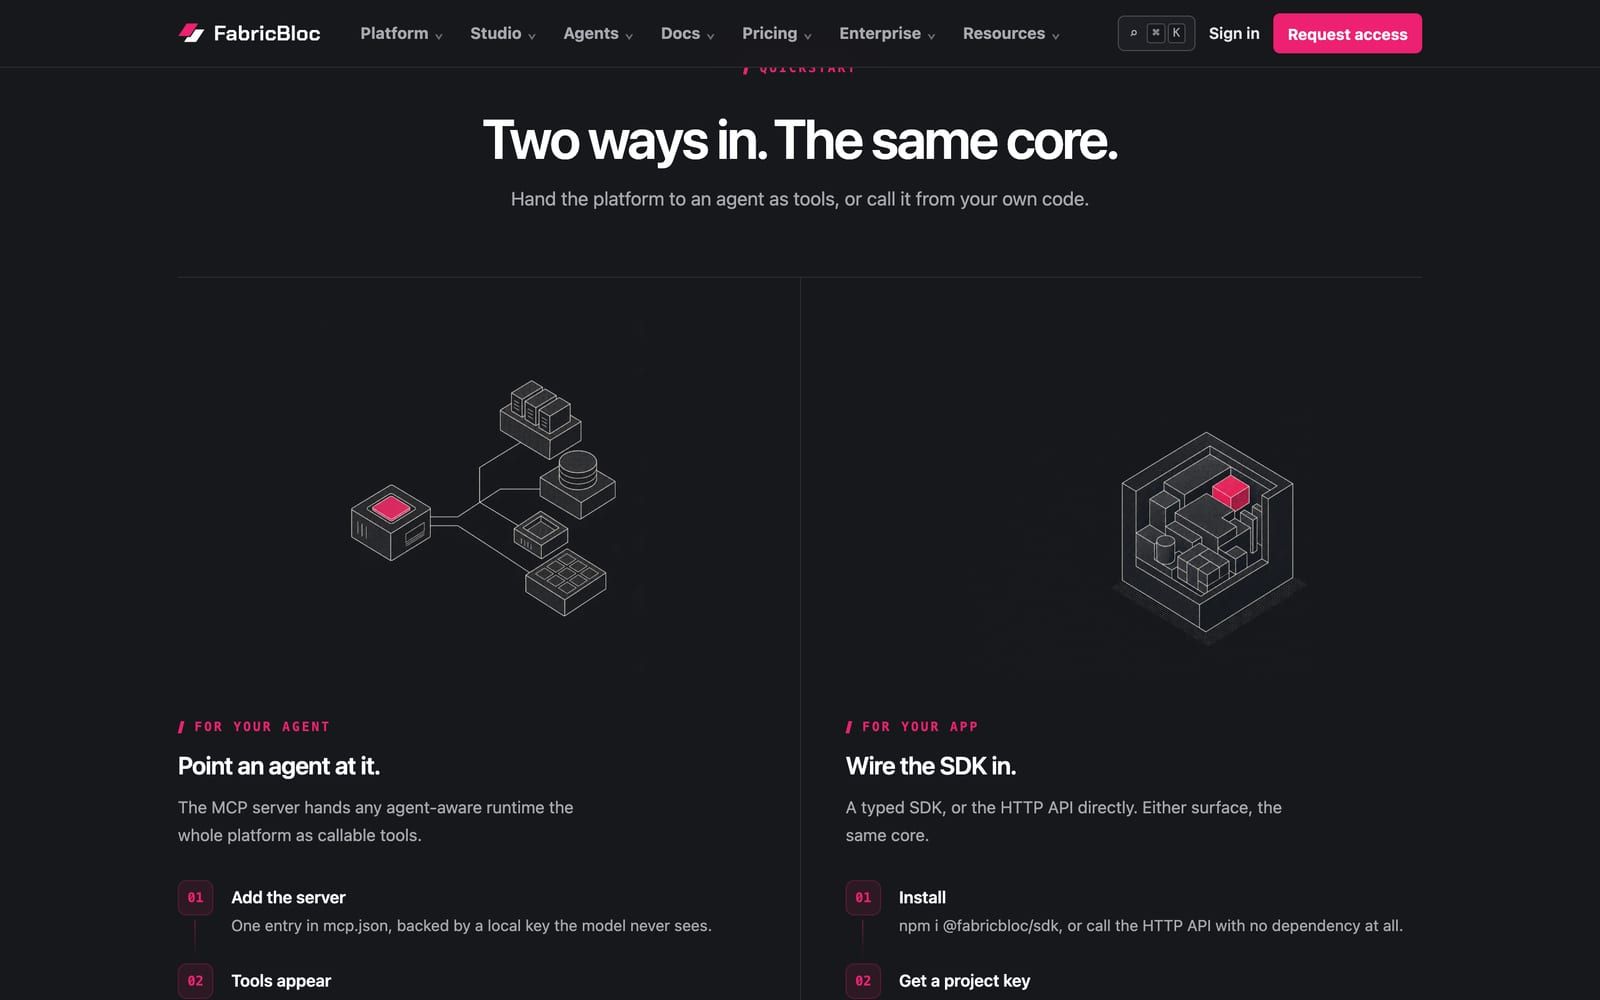 FabricBloc
Platform
Studio
Agents
Docs
Pricing
Enterprise
Resources
⌘ K
Sign in
Request access
QUICKSTART
Two ways in. The same core.
Hand the platform to an agent as tools, or call it from your own code.
FOR YOUR AGENT
Point an agent at it.
The MCP server hands any agent-aware runtime the
whole platform as callable tools.
01
Add the server
One entry in mcp.json, backed by a local key the model never sees.
02
Tools appear
FOR YOUR APP
Wire the SDK in.
A typed SDK, or the HTTP API directly. Either surface, the
same core.
01
Install
npm i @fabricbloc/sdk, or call the HTTP API with no dependency at all.
02
Get a project key